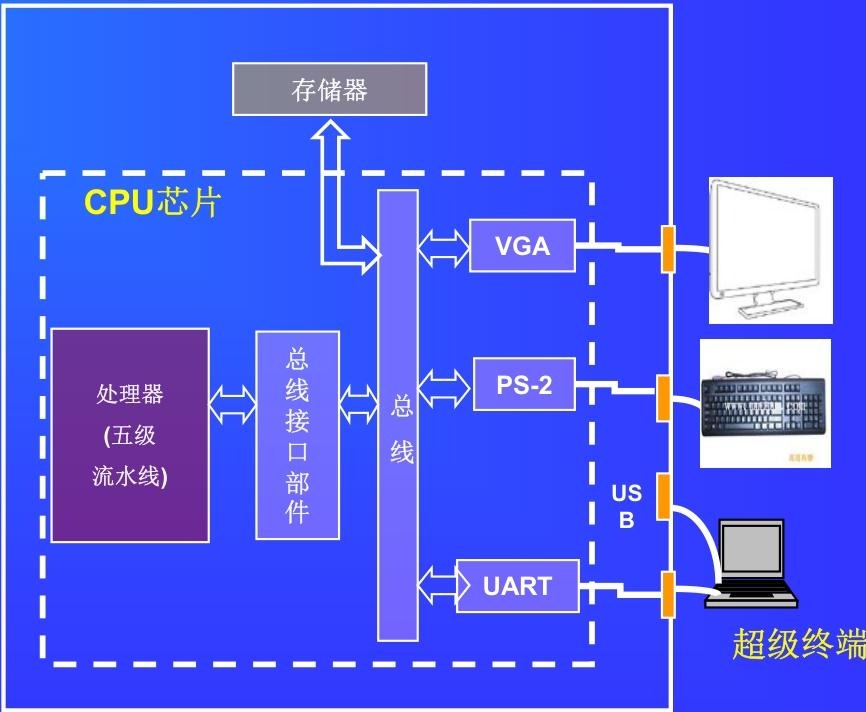 存储器
CPU芯片
VGA
处理器
(五级
流水线)
总
线
接
口
部
件
总
线
PS-2
US
B
UART
超级终端